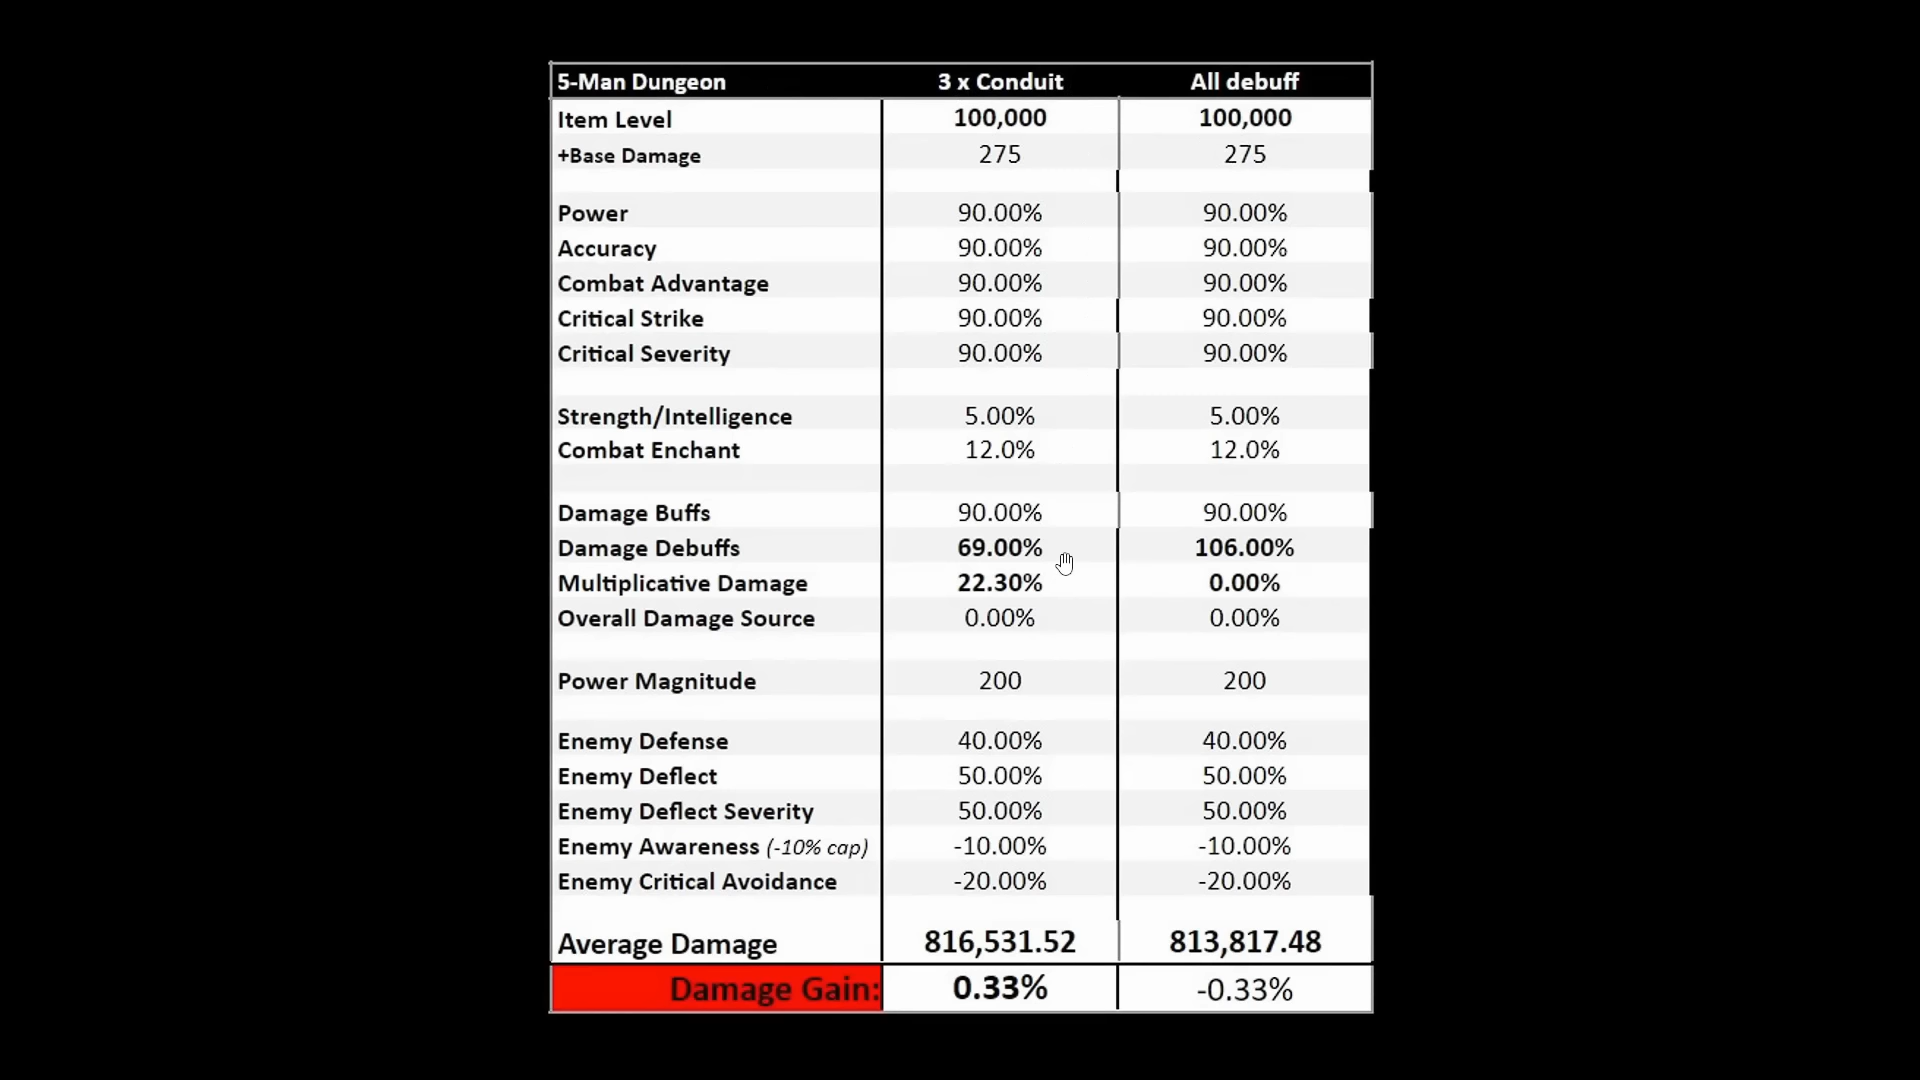 5-Man Dungeon 3 x Conduit All debuff
Item Level 100,000 100,000
+Base Damage 275 275
Power 90.00% 90.00%
Accuracy 90.00% 90.00%
Combat Advantage 90.00% 90.00%
Critical Strike 90.00% 90.00%
Critical Severity 90.00% 90.00%
Strength/Intelligence 5.00% 5.00%
Combat Enchant 12.0% 12.0%
Damage Buffs 90.00% 90.00%
Damage Debuffs 69.00% 106.00%
Multiplicative Damage 22.30% 0.00%
Overall Damage Source 0.00% 0.00%
Power Magnitude 200 200
Enemy Defense 40.00% 40.00%
Enemy Deflect 50.00% 50.00%
Enemy Deflect Severity 50.00% 50.00%
Enemy Awareness (-10% cap) -10.00% -10.00%
Enemy Critical Avoidance -20.00% -20.00%
Average Damage 816,531.52 813,817.48
Damage Gain: 0.33% -0.33%